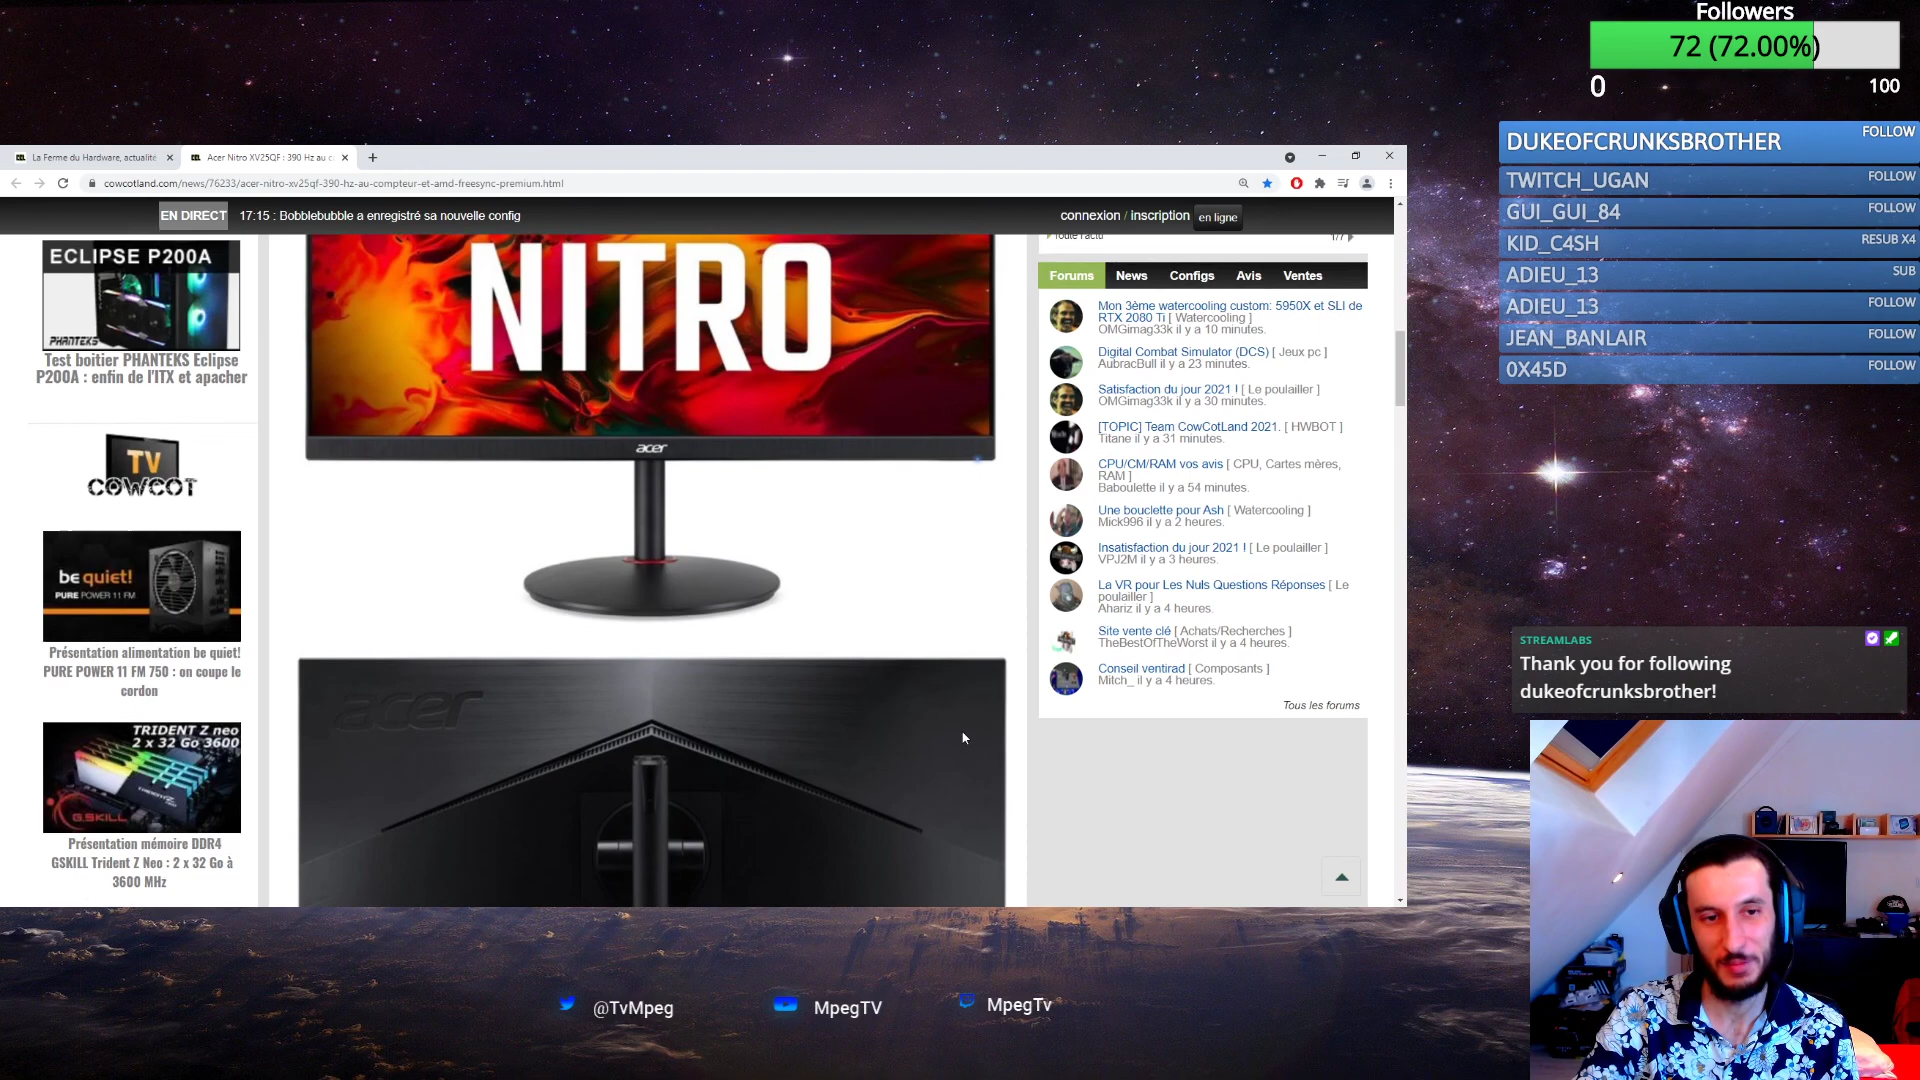 Followers
72 (72.00%)
0
100
DUKEOFCRUNKSBROTHER FOLLOW
TWITCH_UGAN FOLLOW
GUI_GUI_84 FOLLOW
KID_C4SH RESUB X4
ADIEU_13 SUB
ADIEU_13 FOLLOW
JEAN_BANLAIR FOLLOW
0X45D FOLLOW
La Ferme du Hardware, actualité
Acer Nitro XV25QF : 390 Hz au c
cowcotland.com/news/76233/acer-nitro-xv25qf-390-hz-au-compteur-et-amd-freesync-premium.html
EN DIRECT 17:15 : Bobblebubble a enregistré sa nouvelle config
connexion / inscription en ligne
ECLIPSE P200A
PHANTEKS
Test boitier PHANTEKS Eclipse
P200A : enfin de l'ITX et apacher
TV
COWCOT
be quiet!
PURE POWER 11 FM
Présentation alimentation be quiet!
PURE POWER 11 FM 750 : on coupe le
cordon
TRIDENT Z neo
2 x 32 Go 3600
G.SKILL
Présentation mémoire DDR4
GSKILL Trident Z Neo : 2 x 32 Go à
3600 MHz
NITRO
acer
acer
Toute l'actu 1/7
Forums News Configs Avis Ventes
Mon 3ème watercooling custom: 5950X et SLI de
RTX 2080 Ti [ Watercooling ]
OMGimag33k il y a 10 minutes.
Digital Combat Simulator (DCS) [ Jeux pc ]
AubracBull il y a 23 minutes.
Satisfaction du jour 2021 ! [ Le poulailler ]
OMGimag33k il y a 30 minutes.
[TOPIC] Team CowCotLand 2021. [ HWBOT ]
Titane il y a 31 minutes.
CPU/CM/RAM vos avis [ CPU, Cartes mères,
RAM ]
Baboulette il y a 54 minutes.
Une bouclette pour Ash [ Watercooling ]
Mick996 il y a 2 heures.
Insatisfaction du jour 2021 ! [ Le poulailler ]
VPJ2M il y a 3 heures.
La VR pour Les Nuls Questions Réponses [ Le
poulailler ]
Ahariz il y a 4 heures.
Site vente clé [ Achats/Recherches ]
TheBestOfTheWorst il y a 4 heures.
Conseil ventirad [ Composants ]
Mitch_ il y a 4 heures.
Tous les forums
STREAMLABS
Thank you for following
dukeofcrunksbrother!
@TvMpeg
MpegTV
MpegTv